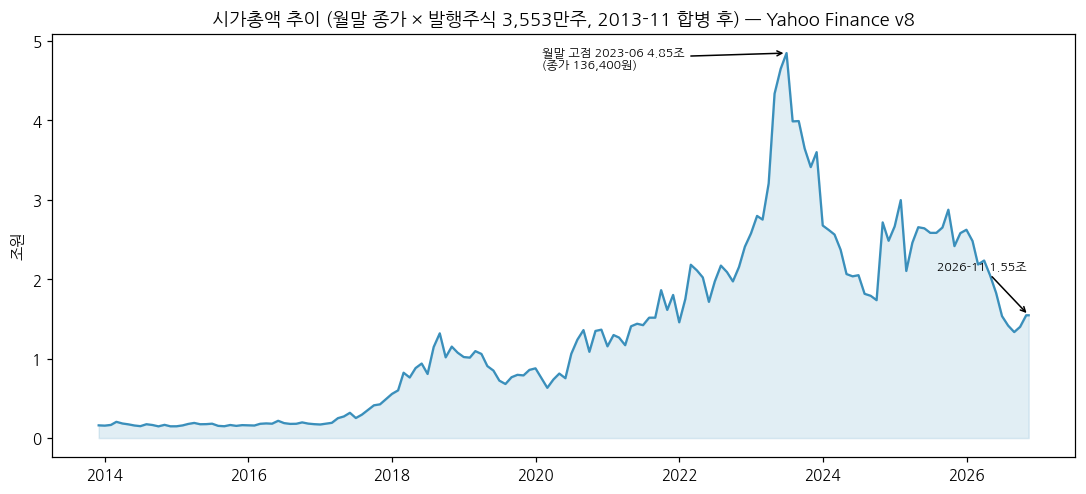 시가총액 추이 (월말 종가 × 발행주식 3,553만주, 2013-11 합병 후) — Yahoo Finance v8
월말 고점 2023-06 4.85조
(종가 136,400원)
2026-11 1.55조
조원
5
4
3
2
1
0
2014 2016 2018 2020 2022 2024 2026